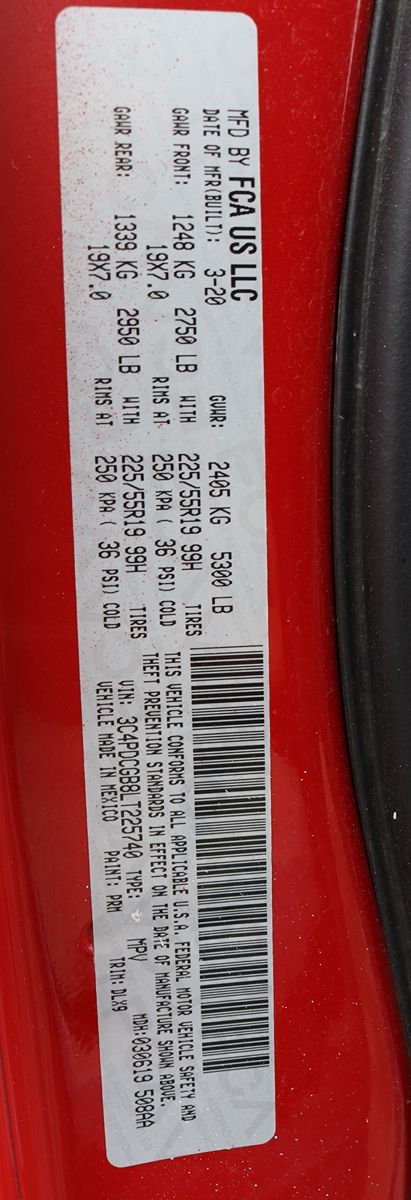 MFD BY FCA US LLC
DATE OF MFR(BUILT): 3-20 GVWR: 2405 KG 5300 LB
GAWR FRONT: 1248 KG 2750 LB WITH 225/55R19 99H TIRES
19X7.0 RIMS AT 250 KPA ( 36 PSI) COLD
GAWR REAR: 1339 KG 2950 LB WITH 225/55R19 99H TIRES
19X7.0 RIMS AT 250 KPA ( 36 PSI) COLD
THIS VEHICLE CONFORMS TO ALL APPLICABLE U.S.A. FEDERAL MOTOR VEHICLE SAFETY AND
THEFT PREVENTION STANDARDS IN EFFECT ON THE DATE OF MANUFACTURE SHOWN ABOVE.
VIN: 3C4PDCGB8LT225740 TYPE: MPV MDH:030619 508AA
VEHICLE MADE IN MEXICO PAINT: PRM TRIM: DLX9